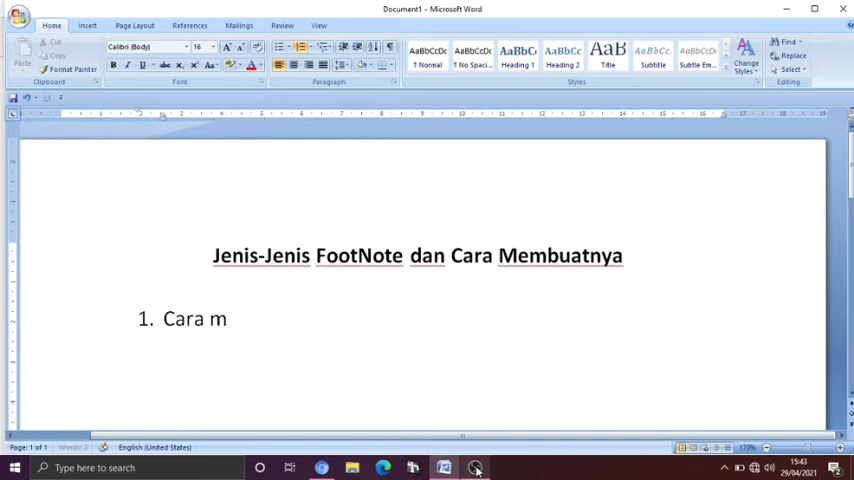 Document1 - Microsoft Word
Home Insert Page Layout References Mailings Review View
Cut
Copy
Format Painter
Paste
Clipboard
Calibri (Body) 16
Font
Paragraph
AaBbCcDc AaBbCcDc AaBbC AaBbCc AaB AaBbCc. AaBbCcDc
¶ Normal ¶ No Spaci... Heading 1 Heading 2 Title Subtitle Subtle Em...
Change Styles
Styles
Find
Replace
Select
Editing
Jenis-Jenis FootNote dan Cara Membuatnya
1. Cara m
Page: 1 of 1 English (United States) 170%
Type here to search
15:43
29/04/2021